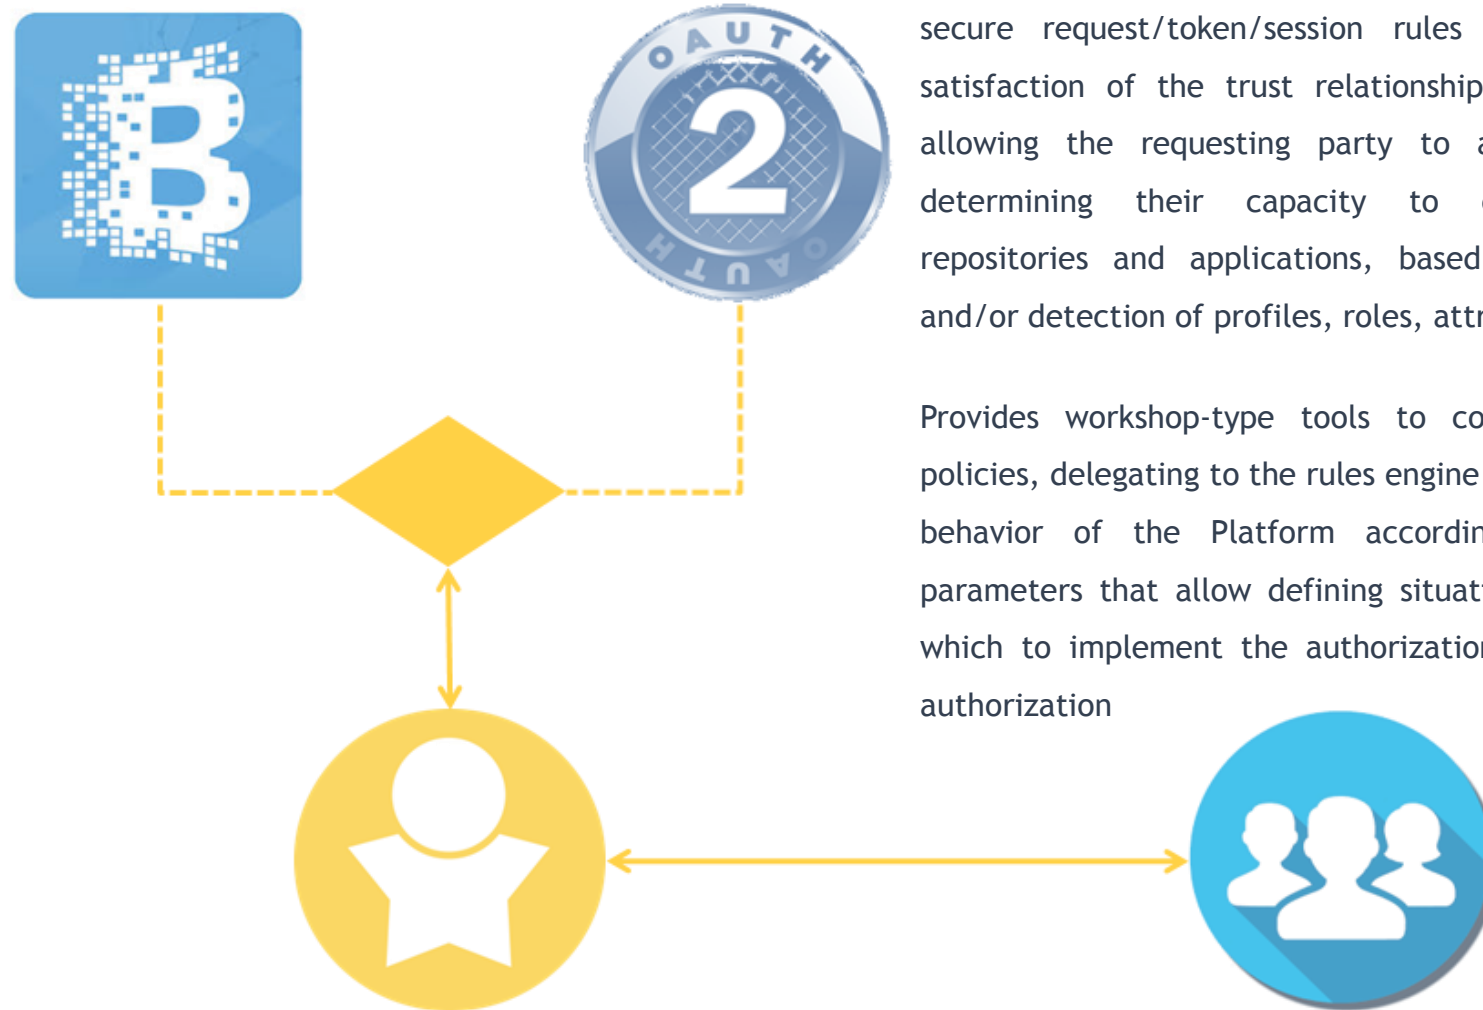 B
OAUTH
2
OAUTH
secure request/token/session rules
satisfaction of the trust relationship
allowing the requesting party to
determining their capacity to
repositories and applications, based
and/or detection of profiles, roles,
Provides workshop-type tools to
policies, delegating to the rules engine
behavior of the Platform
parameters that allow defining
which to implement the
authorization